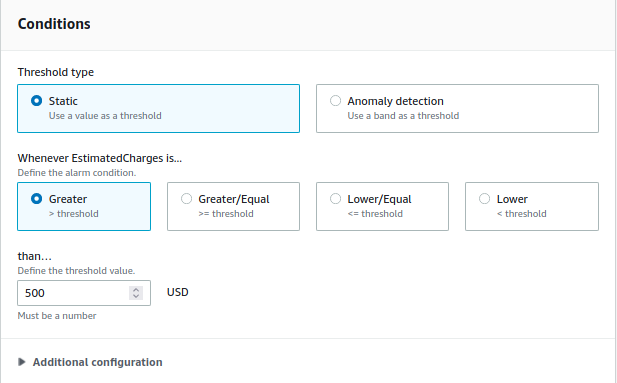 Conditions
Threshold type
Static
Use a value as a threshold
Anomaly detection
Use a band as a threshold
Whenever EstimatedCharges is...
Define the alarm condition.
Greater
> threshold
Greater/Equal
>= threshold
Lower/Equal
<= threshold
Lower
< threshold
than...
Define the threshold value.
500
USD
Must be a number
Additional configuration